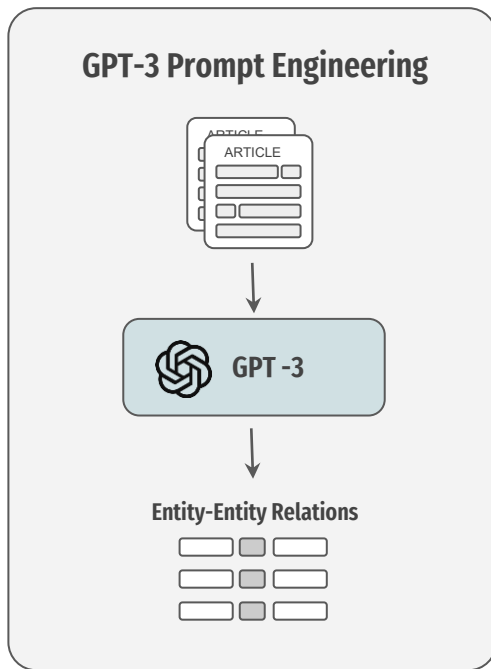 GPT-3 Prompt Engineering
ARTICLE
ARTICLE
GPT -3
Entity-Entity Relations